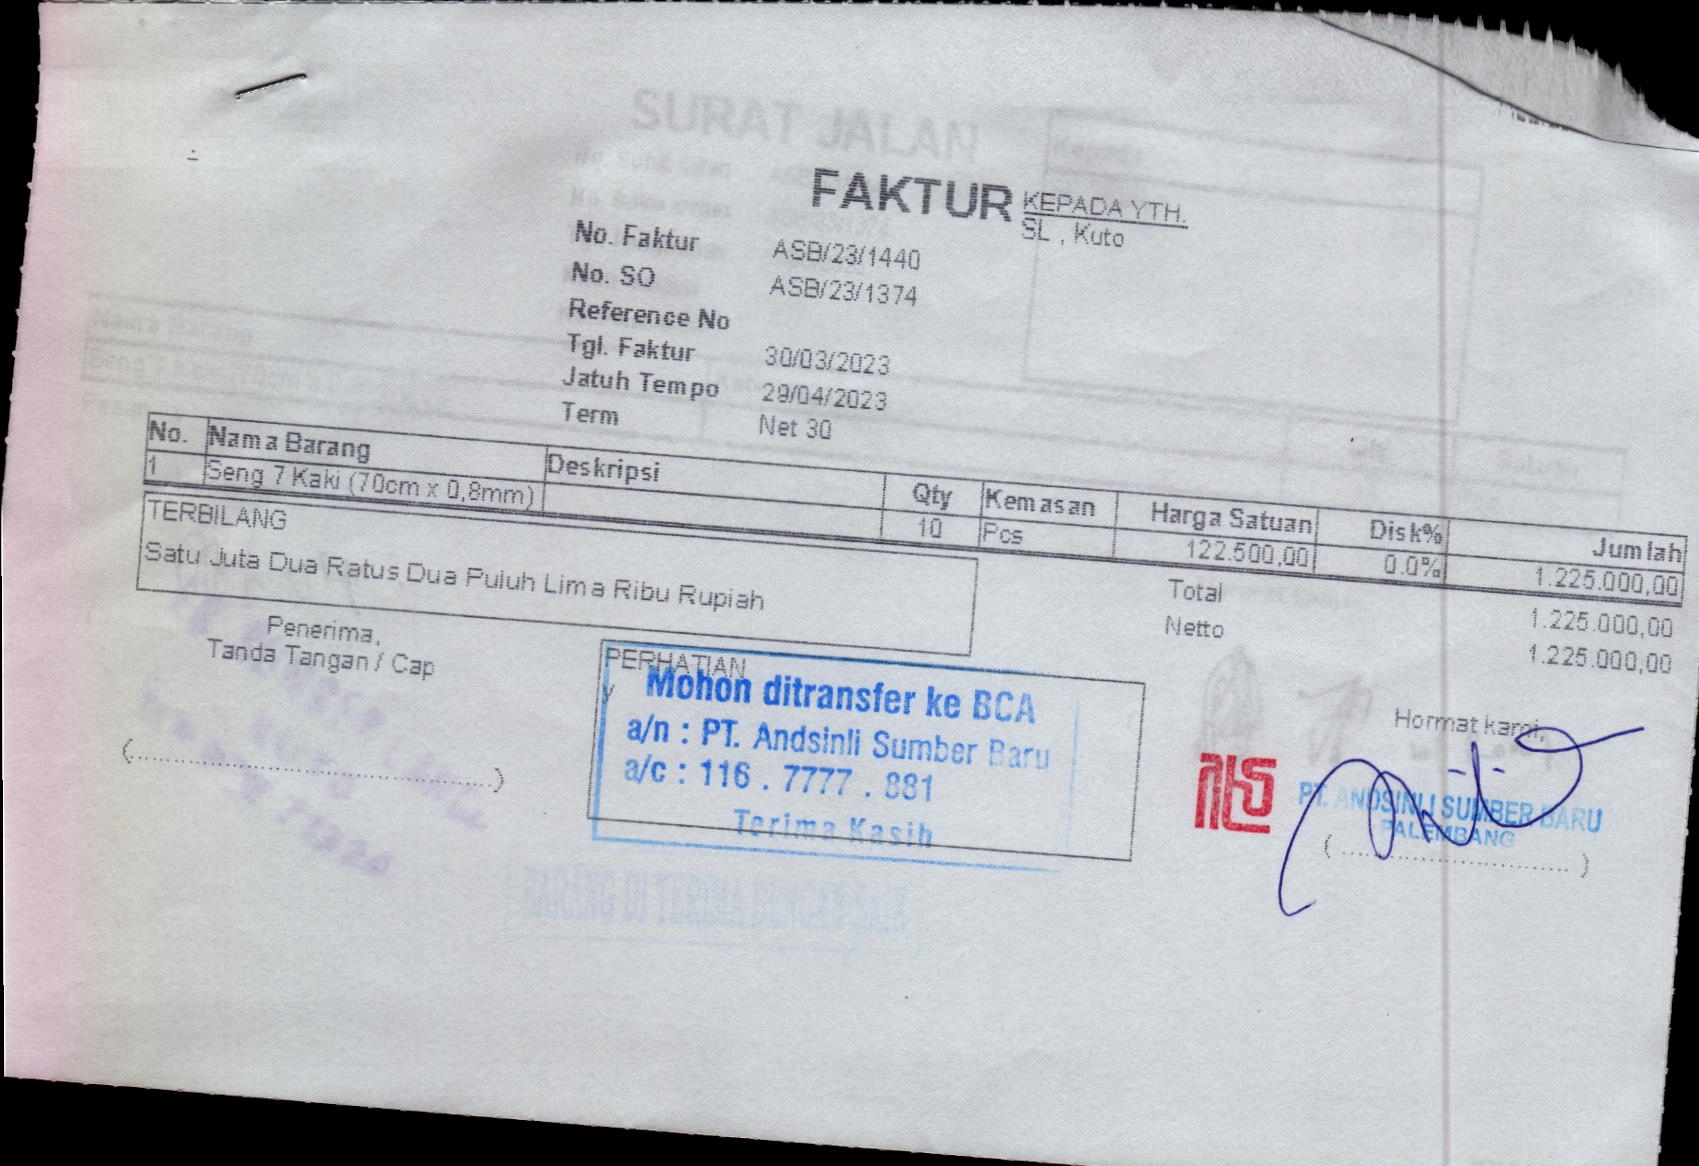 SURAT JALAN
FAKTUR
KEPADA YTH.
SL , Kuto
No. Faktur ASB/23/1440
No. SO ASB/23/1374
Reference No
Tgl. Faktur 30/03/2023
Jatuh Tempo 29/04/2023
Term Net 30
No. Nama Barang Deskripsi Qty Kemasan Harga Satuan Disk% Jumlah
1 Seng 7 Kaki (70cm x 0,8mm) 10 Pcs 122.500,00 0.0% 1.225.000,00
TERBILANG
Satu Juta Dua Ratus Dua Puluh Lima Ribu Rupiah
Total 1.225.000,00
Netto 1.225.000,00
Penerima,
Tanda Tangan / Cap
(..........................................)
PERHATIAN
Mohon ditransfer ke BCA
a/n : PT. Andsinli Sumber Baru
a/c : 116 . 7777 . 881
Terima Kasih
Hormat kami,
PT. ANDSINLI SUMBER BARU
PALEMBANG
( .............................. )
BARANG DI TERIMA DENGAN BAIK